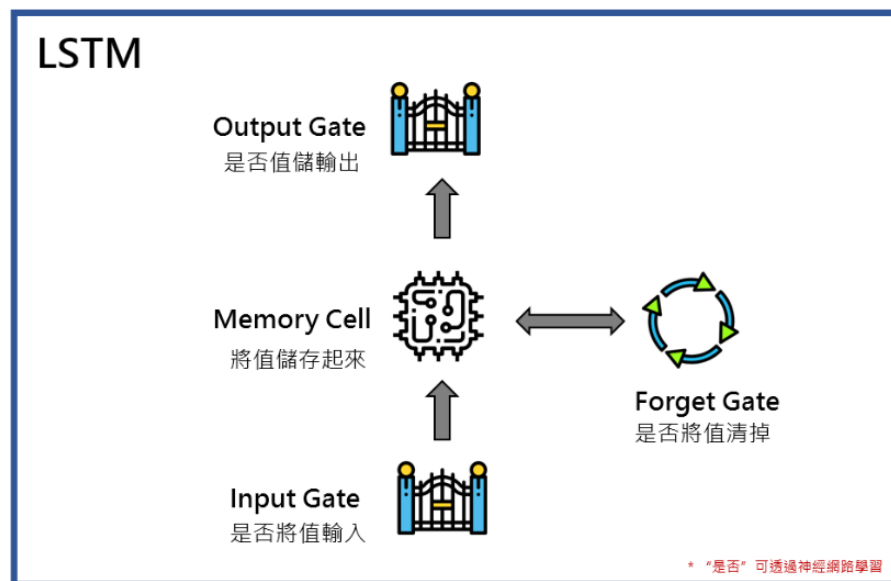 LSTM
Output Gate
是否值儲輸出
Memory Cell
將值儲存起來
Forget Gate
是否將值清掉
Input Gate
是否將值輸入
* “是否”可透過神經網路學習